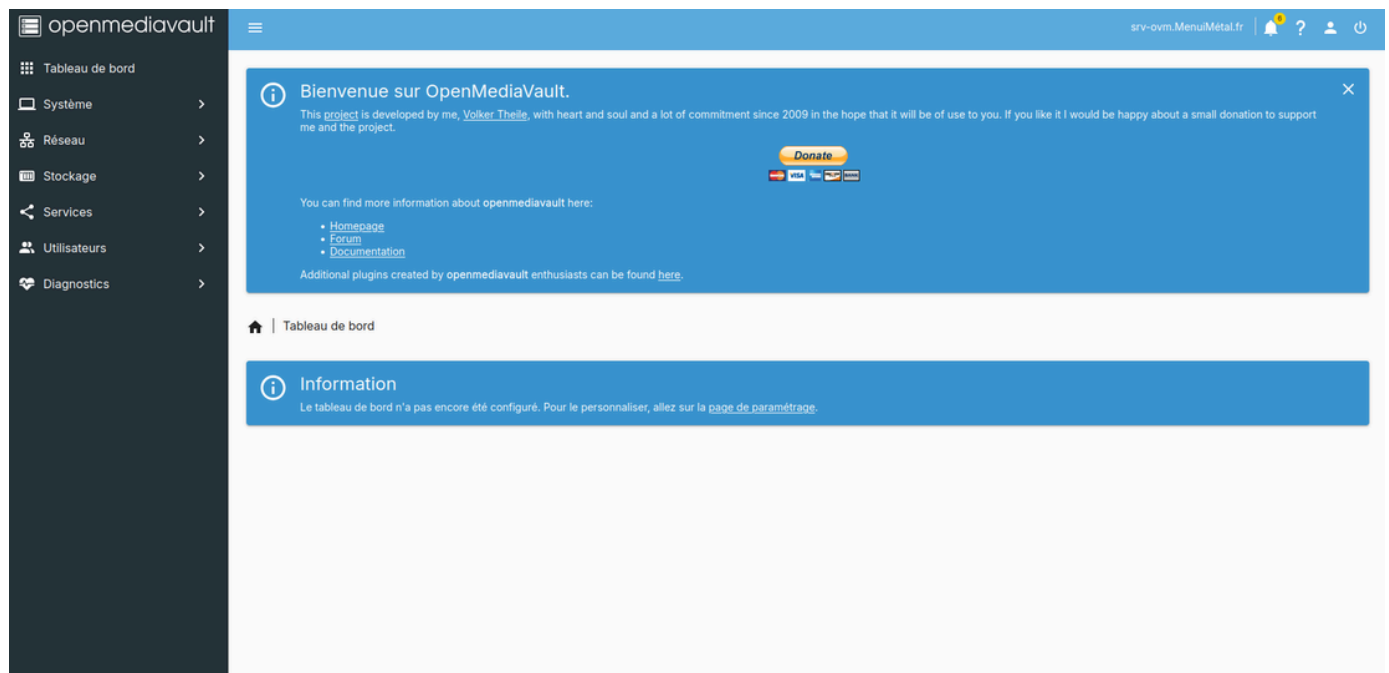 openmediavault
srv-ovm.MenuiMétal.fr
6
Tableau de bord
Système
Réseau
Stockage
Services
Utilisateurs
Diagnostics
Bienvenue sur OpenMediaVault.
This project is developed by me, Volker Theile, with heart and soul and a lot of commitment since 2009 in the hope that it will be of use to you. If you like it I would be happy about a small donation to support
me and the project.
Donate
VISA
You can find more information about openmediavault here:
• Homepage
• Forum
• Documentation
Additional plugins created by openmediavault enthusiasts can be found here.
Tableau de bord
Information
Le tableau de bord n'a pas encore été configuré. Pour le personnaliser, allez sur la page de paramétrage.